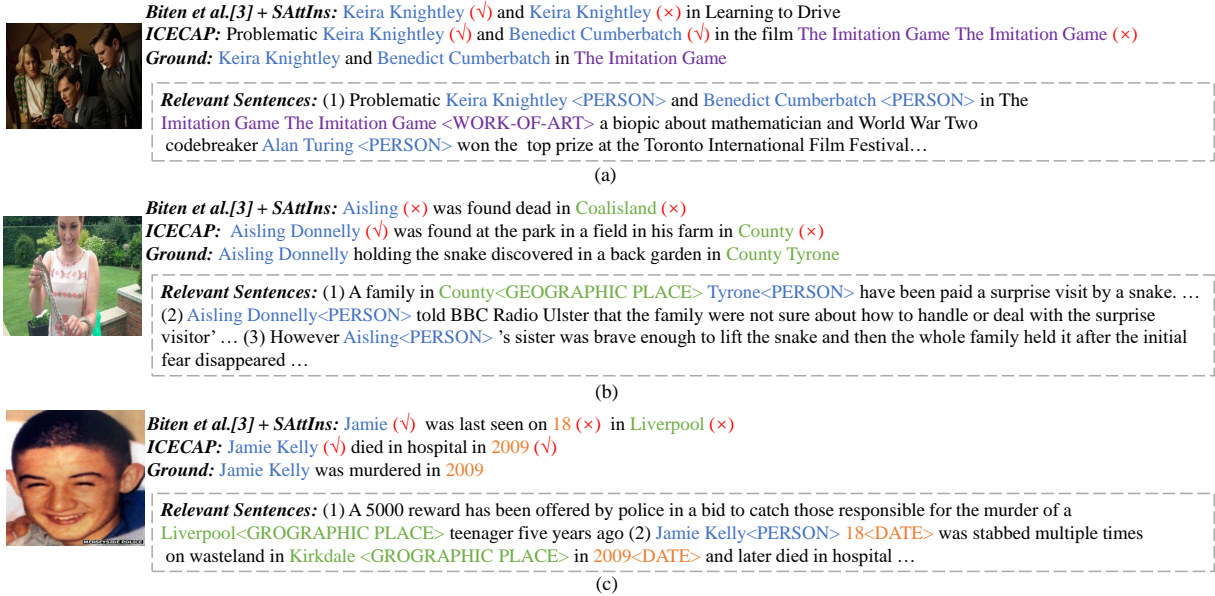 Biten et al.[3] + SAttIns: Keira Knightley (√) and Keira Knightley (×) in Learning to Drive
ICECAP: Problematic Keira Knightley (√) and Benedict Cumberbatch (√) in the film The Imitation Game The Imitation Game (×)
Ground: Keira Knightley and Benedict Cumberbatch in The Imitation Game
Relevant Sentences: (1) Problematic Keira Knightley <PERSON> and Benedict Cumberbatch <PERSON> in The
Imitation Game The Imitation Game <WORK-OF-ART> a biopic about mathematician and World War Two
codebreaker Alan Turing <PERSON> won the top prize at the Toronto International Film Festival…
(a)
Biten et al.[3] + SAttIns: Aisling (×) was found dead in Coalisland (×)
ICECAP: Aisling Donnelly (√) was found at the park in a field in his farm in County (×)
Ground: Aisling Donnelly holding the snake discovered in a back garden in County Tyrone
Relevant Sentences: (1) A family in County<GEOGRAPHIC PLACE> Tyrone<PERSON> have been paid a surprise visit by a snake. …
(2) Aisling Donnelly<PERSON> told BBC Radio Ulster that the family were not sure about how to handle or deal with the surprise
visitor’ … (3) However Aisling<PERSON> ’s sister was brave enough to lift the snake and then the whole family held it after the initial
fear disappeared …
(b)
Biten et al.[3] + SAttIns: Jamie (√) was last seen on 18 (×) in Liverpool (×)
ICECAP: Jamie Kelly (√) died in hospital in 2009 (√)
Ground: Jamie Kelly was murdered in 2009
MERSEYSIDE POLICE
Relevant Sentences: (1) A 5000 reward has been offered by police in a bid to catch those responsible for the murder of a
Liverpool<GROGRAPHIC PLACE> teenager five years ago (2) Jamie Kelly<PERSON> 18<DATE> was stabbed multiple times
on wasteland in Kirkdale <GROGRAPHIC PLACE> in 2009<DATE> and later died in hospital …
(c)